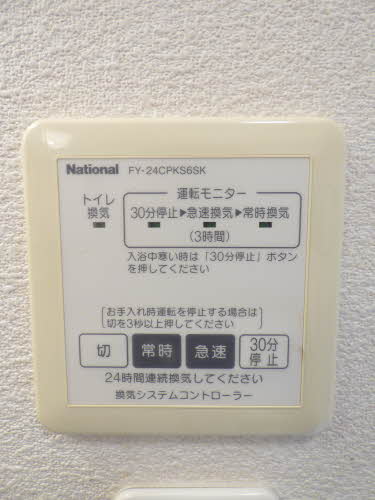 National FY-24CPKS6SK
トイレ換気
運転モニター
30分停止▶急速換気▶常時換気
(3時間)
入浴中寒い時は「30分停止」ボタン
を押してください
お手入れ時運転を停止する場合は
切を3秒以上押してください
切 常時 急速 30分停止
24時間連続換気してください
換気システムコントローラー